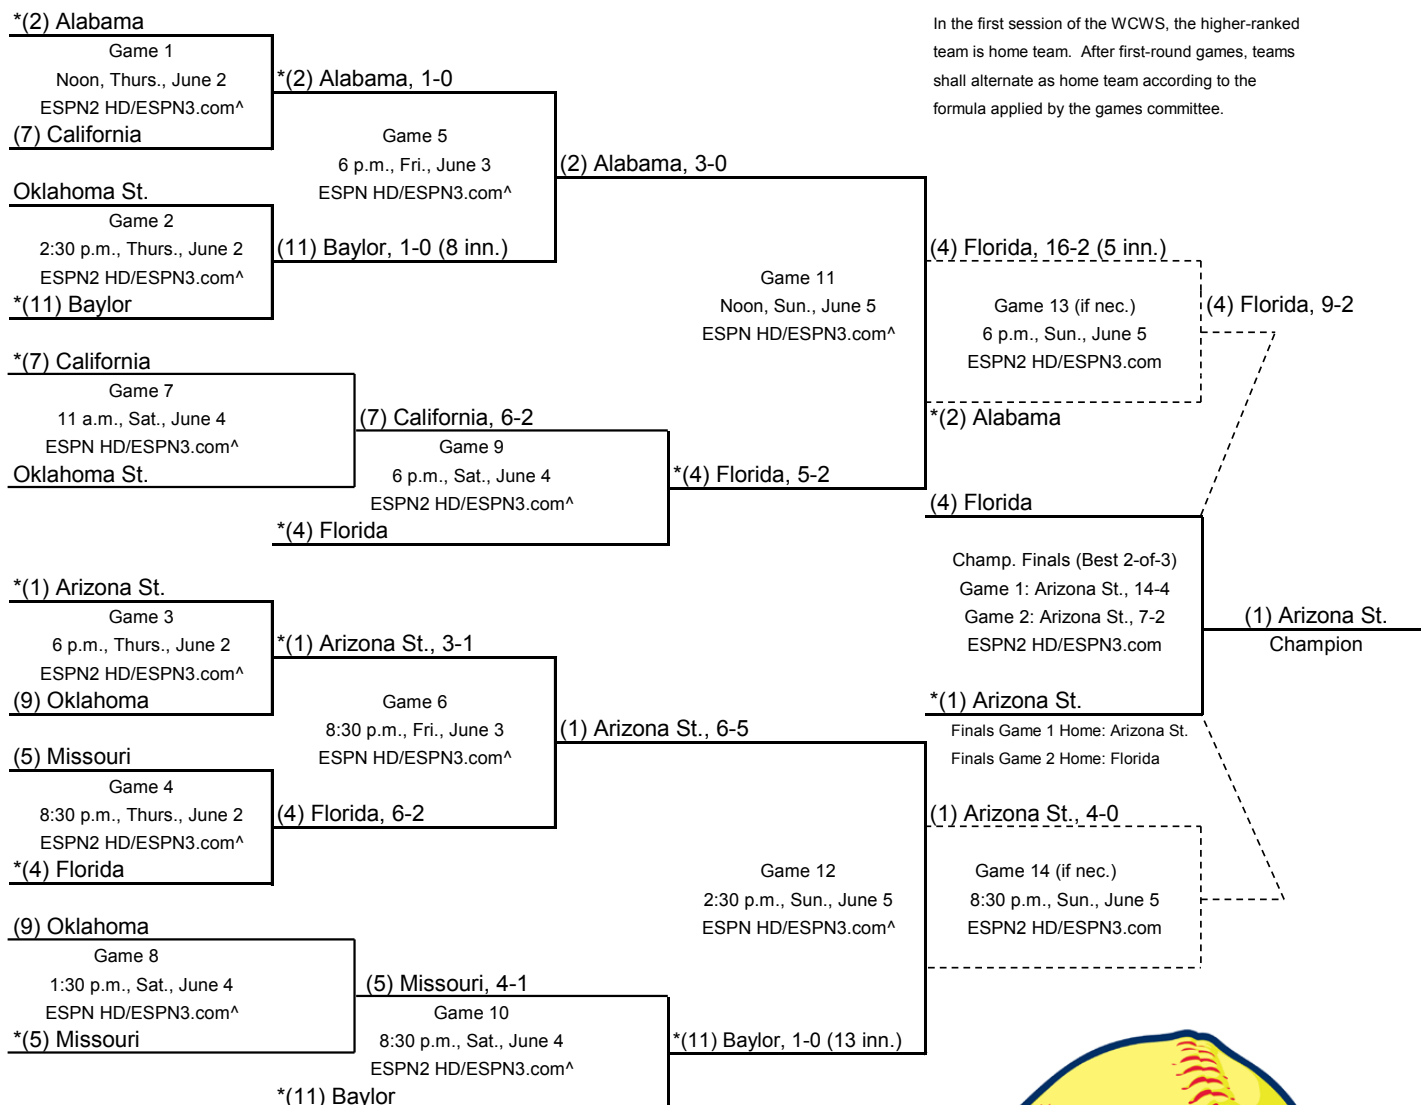 *(2) Alabama
Game 1
Noon, Thurs., June 2
ESPN2 HD/ESPN3.com^
(7) California
*(2) Alabama, 1-0
Oklahoma St.
Game 2
2:30 p.m., Thurs., June 2
ESPN2 HD/ESPN3.com^
*(11) Baylor
(11) Baylor, 1-0 (8 inn.)
Game 5
6 p.m., Fri., June 3
ESPN HD/ESPN3.com^
(2) Alabama, 3-0
*(7) California
Game 7
11 a.m., Sat., June 4
ESPN HD/ESPN3.com^
Oklahoma St.
(7) California, 6-2
Game 9
6 p.m., Sat., June 4
ESPN2 HD/ESPN3.com^
*(4) Florida
*(4) Florida, 5-2
Game 11
Noon, Sun., June 5
ESPN HD/ESPN3.com^
In the first session of the WCWS, the higher-ranked
team is home team. After first-round games, teams
shall alternate as home team according to the
formula applied by the games committee.
(4) Florida, 16-2 (5 inn.)
Game 13 (if nec.)
6 p.m., Sun., June 5
ESPN2 HD/ESPN3.com
*(2) Alabama
(4) Florida, 9-2
*(1) Arizona St.
Game 3
6 p.m., Thurs., June 2
ESPN2 HD/ESPN3.com^
(9) Oklahoma
*(1) Arizona St., 3-1
(5) Missouri
Game 4
8:30 p.m., Thurs., June 2
ESPN2 HD/ESPN3.com^
*(4) Florida
(4) Florida, 6-2
Game 6
8:30 p.m., Fri., June 3
ESPN HD/ESPN3.com^
(1) Arizona St., 6-5
(9) Oklahoma
Game 8
1:30 p.m., Sat., June 4
ESPN HD/ESPN3.com^
*(5) Missouri
(5) Missouri, 4-1
Game 10
8:30 p.m., Sat., June 4
ESPN2 HD/ESPN3.com^
*(11) Baylor
*(11) Baylor, 1-0 (13 inn.)
Game 12
2:30 p.m., Sun., June 5
ESPN HD/ESPN3.com^
(1) Arizona St., 4-0
Game 14 (if nec.)
8:30 p.m., Sun., June 5
ESPN2 HD/ESPN3.com
(4) Florida
Champ. Finals (Best 2-of-3)
Game 1: Arizona St., 14-4
Game 2: Arizona St., 7-2
ESPN2 HD/ESPN3.com
*(1) Arizona St.
Finals Game 1 Home: Arizona St.
Finals Game 2 Home: Florida
(1) Arizona St.
Champion